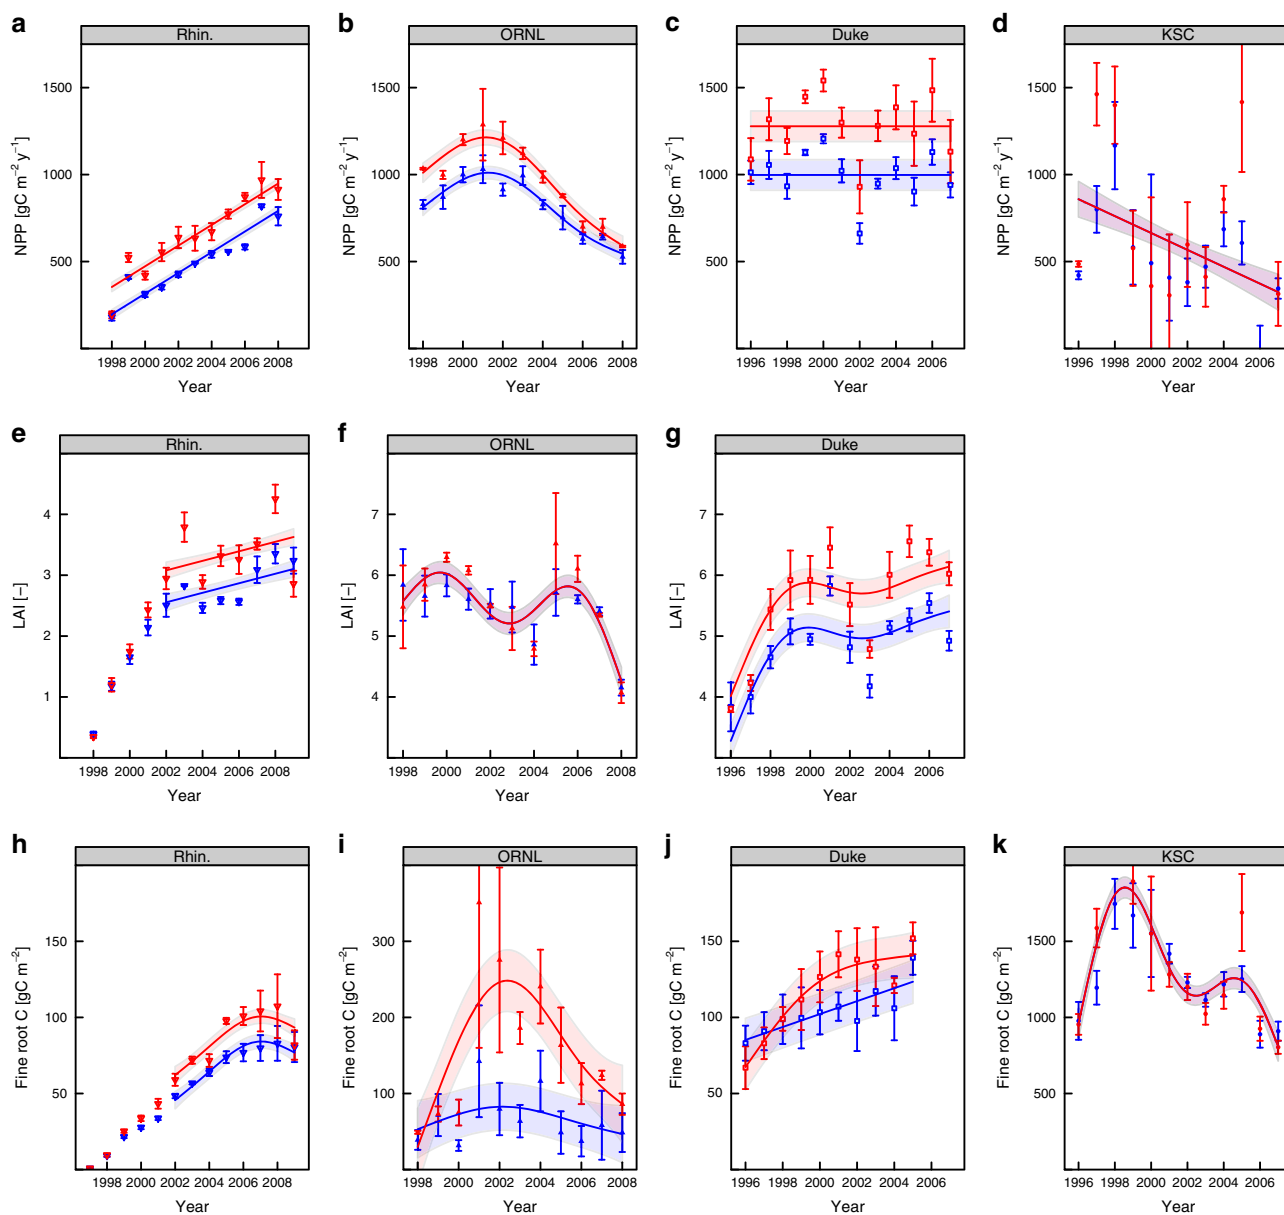 a
Rhin.
NPP [gC m⁻² y⁻¹]
1500
1000
500
1998 2000 2002 2004 2006 2008
Year
b
ORNL
NPP [gC m⁻² y⁻¹]
1500
1000
500
1998 2000 2002 2004 2006 2008
Year
c
Duke
NPP [gC m⁻² y⁻¹]
1500
1000
500
1996 1998 2000 2002 2004 2006
Year
d
KSC
NPP [gC m⁻² y⁻¹]
1500
1000
500
1996 1998 2000 2002 2004 2006
Year
e
Rhin.
LAI [–]
4
3
2
1
1998 2000 2002 2004 2006 2008
Year
f
ORNL
LAI [–]
7
6
5
4
1998 2000 2002 2004 2006 2008
Year
g
Duke
LAI [–]
7
6
5
4
1996 1998 2000 2002 2004 2006
Year
h
Rhin.
Fine root C [gC m⁻²]
150
100
50
1998 2000 2002 2004 2006 2008
Year
i
ORNL
Fine root C [gC m⁻²]
300
200
100
1998 2000 2002 2004 2006 2008
Year
j
Duke
Fine root C [gC m⁻²]
150
100
50
1996 1998 2000 2002 2004 2006
Year
k
KSC
Fine root C [gC m⁻²]
1500
1000
500
1996 1998 2000 2002 2004 2006
Year